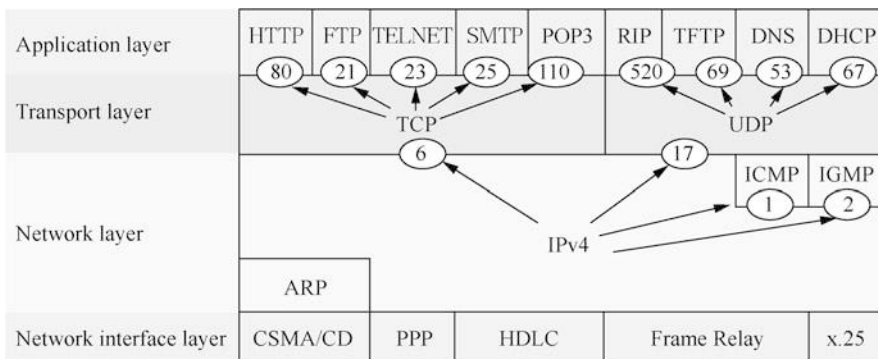 Application layer HTTP FTP TELNET SMTP POP3 RIP TFTP DNS DHCP
80 21 23 25 110 520 69 53 67
Transport layer TCP UDP
6 17
ICMP IGMP
1 2
Network layer IPv4
ARP
Network interface layer CSMA/CD PPP HDLC Frame Relay x.25